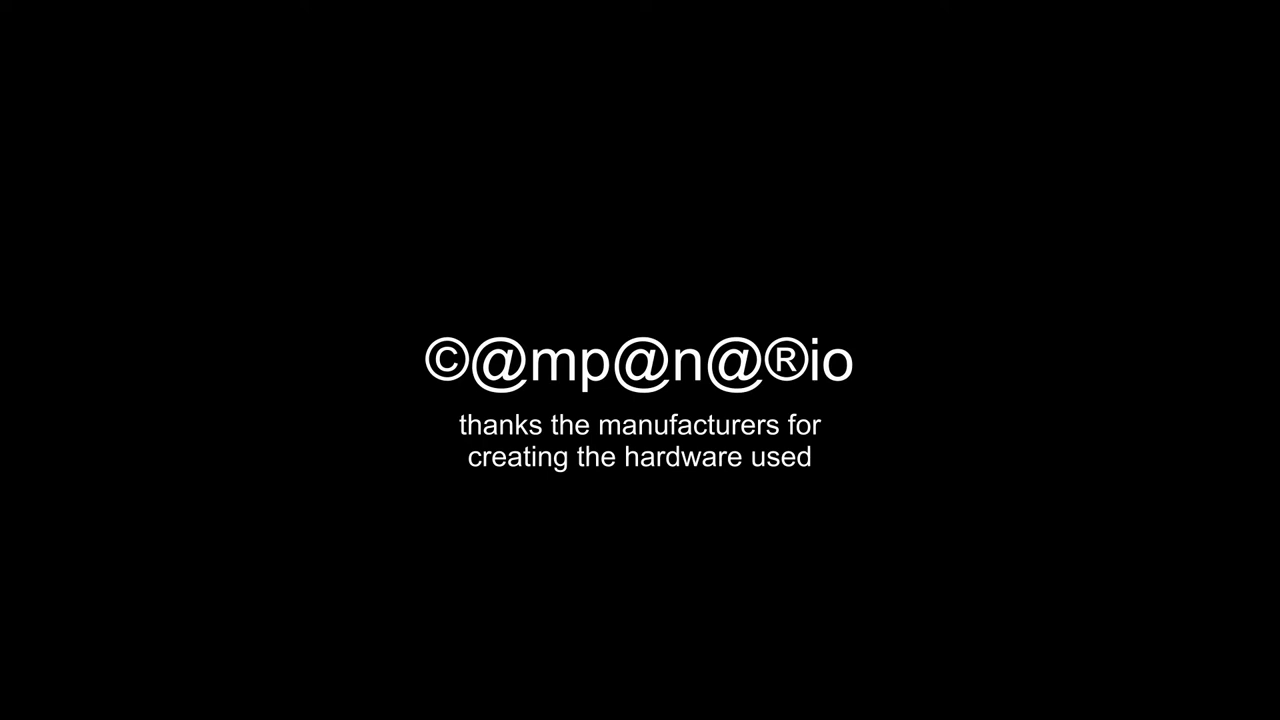 ©@mp@n@®io
thanks the manufacturers for
creating the hardware used